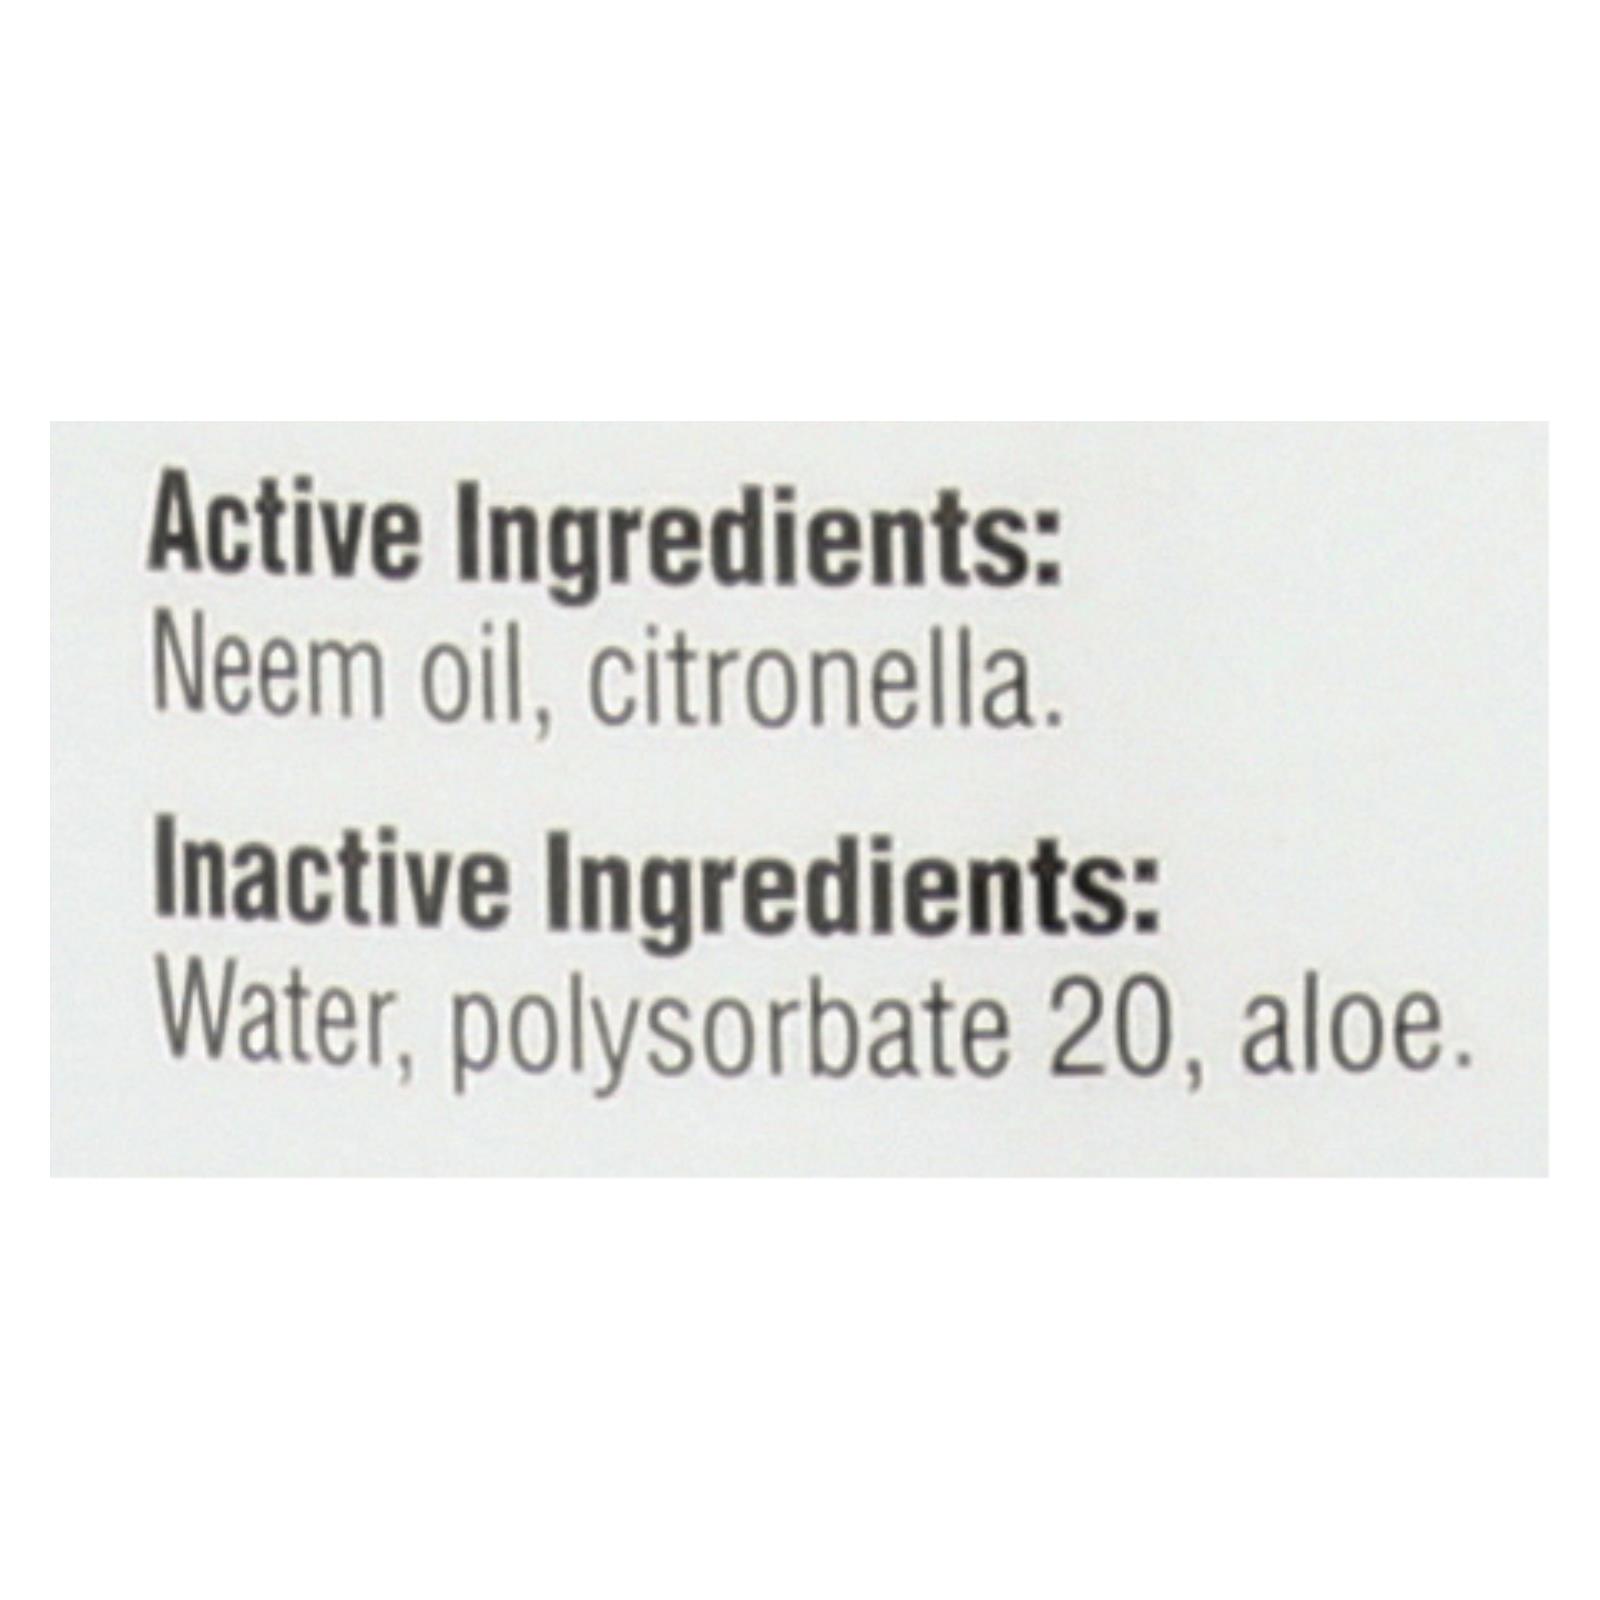 Active Ingredients:
Neem oil, citronella.
Inactive Ingredients:
Water, polysorbate 20, aloe.